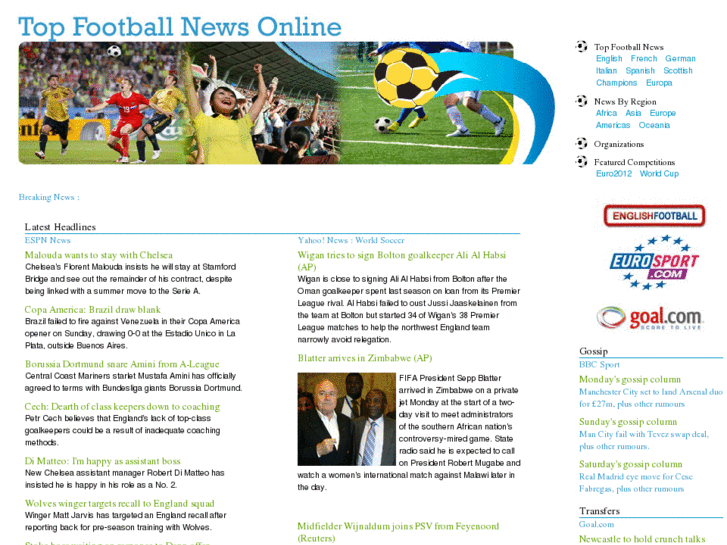 Top Football News Online
Top Football News
English French German
Italian Spanish Scottish
Champions Europa
News By Region
Africa Asia Europe
Americas Oceania
Organizations
Featured Competitions
Euro2012 World Cup
Breaking News :
Latest Headlines
ESPN News
Malouda wants to stay with Chelsea
Chelsea's Florent Malouda insists he will stay at Stamford
Bridge and see out the remainder of his contract, despite
being linked with a summer move to the Serie A.
Copa America: Brazil draw blank
Brazil failed to fire against Venezuela in their Copa America
opener on Sunday, drawing 0-0 at the Estadio Unico in La
Plata, outside Buenos Aires.
Borussia Dortmund snare Amini from A-League
Central Coast Mariners starlet Mustafa Amini has officially
agreed to terms with Bundesliga giants Borussia Dortmund.
Cech: Dearth of class keepers down to coaching
Petr Cech believes that England's lack of top-class
goalkeepers could be a result of inadequate coaching
methods.
Di Matteo: I'm happy as assistant boss
New Chelsea assistant manager Robert Di Matteo has
insisted he is happy in his role as a No. 2.
Wolves winger targets recall to England squad
Winger Matt Jarvis has targeted an England recall after
reporting back for pre-season training with Wolves.
Yahoo! News : World Soccer
Wigan tries to sign Bolton goalkeeper Ali Al Habsi
(AP)
Wigan is close to signing Ali Al Habsi from Bolton after the
Oman goalkeeper spent last season on loan from its Premier
League rival. Al Habsi failed to oust Jussi Jaaskelainen from
the team at Bolton but started 34 of Wigan's 38 Premier
League matches to help the northwest England team
narrowly avoid relegation.
Blatter arrives in Zimbabwe (AP)
FIFA President Sepp Blatter
arrived in Zimbabwe on a private
jet Monday at the start of a two-
day visit to meet administrators
of the southern African nation's
controversy-mired game. State
radio said he is expected to call
on President Robert Mugabe and
watch a women's international match against Malawi later in
the day.
Midfielder Wijnaldum joins PSV from Feyenoord
(Reuters)
ENGLISHFOOTBALL
EUROSPORT
.COM
goal.com
SCORE TO LIVE
Gossip
BBC Sport
Monday's gossip column
Manchester City set to land Arsenal duo
for £27m, plus other rumours
Sunday's gossip column
Man City fail with Tevez swap deal,
plus other rumours.
Saturday's gossip column
Real Madrid eye move for Cesc
Fabregas, plus other rumours
Transfers
Goal.com
Newcastle to hold crunch talks